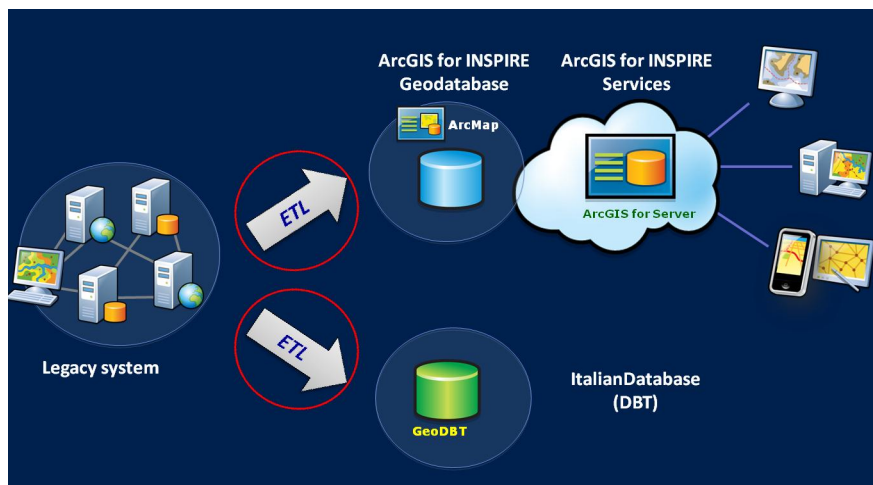 ArcGIS for INSPIRE
Geodatabase
ArcGIS for INSPIRE
Services
ArcMap
ETL
ArcGIS for Server
Legacy system
ETL
GeoDBT
ItalianDatabase
(DBT)